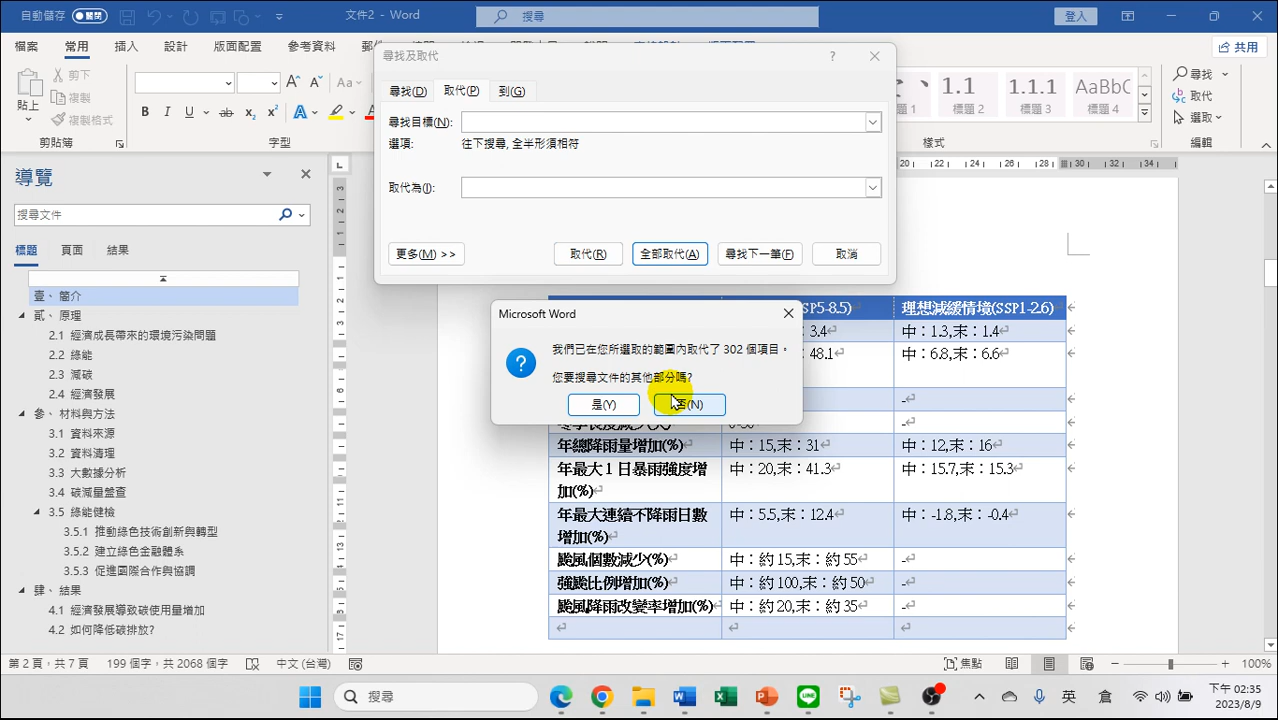 自動儲存 關閉 文件2 - Word 搜尋 登入
檔案 常用 插入 設計 版面配置 參考資料 共用
貼上 剪下 複製 複製格式
剪貼簿 字型 樣式 編輯
B I U ab x₂ x² A Aa
1.1 1.1.1 AaBbC
標題 2 標題 3 標題 4
尋找 取代 選取
尋找及取代
尋找(D) 取代(P) 到(G)
尋找目標(N):
選項: 往下搜尋, 全半形須相符
取代為(I):
更多(M) >> 取代(R) 全部取代(A) 尋找下一筆(F) 取消
20 22 24 26 28 30 32 34
導覽
搜尋文件
標題 頁面 結果
壹、 簡介
貳、 原理
2.1 經濟成長帶來的環境污染問題
2.2 綠能
2.3 減碳
2.4 經濟發展
參、 材料與方法
3.1 資料來源
3.2 資料清理
3.3 大數據分析
3.4 碳減量盤查
3.5 綠能健檢
3.5.1 推動綠色技術創新與轉型
3.5.2 建立綠色金融體系
3.5.3 促進國際合作與協調
肆、 結果
4.1 經濟發展導致碳使用量增加
4.2 如何降低碳排放?
Microsoft Word
我們已在您所選取的範圍內取代了 302 個項目。
您要搜尋文件的其他部分嗎?
是(Y) 否(N)
SP5-8.5) 理想減緩情境(SSP1-2.6)
3.4 中：1.3,末：1.4
48.1 中：6.8,末：6.6
-
-
年總降雨量增加(%) 中：15,末：31 中：12,末：16
年最大 1 日暴雨強度增加(%) 中：20,末：41.3 中：15.7,末：15.3
年最大連續不降雨日數增加(%) 中：5.5,末：12.4 中：-1.8,末：-0.4
颱風個數減少(%) 中：約 15,末：約 55 -
強颱比例增加(%) 中：約 100,末：約 50 -
颱風降雨改變率增加(%) 中：約 20,末：約 35 -
第 2 頁，共 7 頁 199 個字，共 2068 個字 中文 (台灣) 焦點 100%
搜尋 英 下午 02:35
2023/8/9